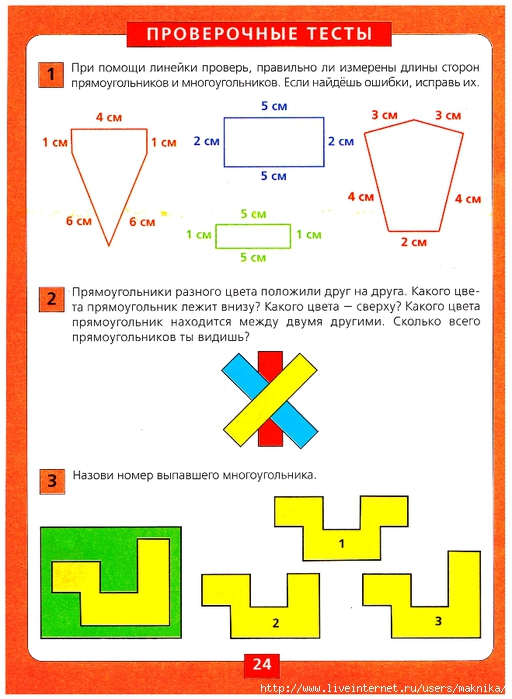 ПРОВЕРОЧНЫЕ ТЕСТЫ
1
При помощи линейки проверь, правильно ли измерены длины сторон
прямоугольников и многоугольников. Если найдёшь ошибки, исправь их.
4 см
1 см
1 см
6 см
6 см
5 см
2 см
2 см
5 см
5 см
1 см
1 см
5 см
3 см
3 см
4 см
4 см
2 см
2
Прямоугольники разного цвета положили друг на друга. Какого цве-
та прямоугольник лежит внизу? Какого цвета – сверху? Какого цвета
прямоугольник находится между двумя другими. Сколько всего
прямоугольников ты видишь?
3
Назови номер выпавшего многоугольника.
1
2
3
24
http://www.liveinternet.ru/users/maknika/